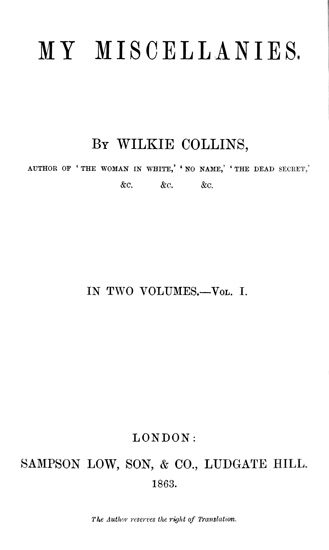 MY MISCELLANIES.
BY WILKIE COLLINS,
AUTHOR OF ‘THE WOMAN IN WHITE,’ ‘NO NAME,’ ‘THE DEAD SECRET,’
&c. &c. &c.
IN TWO VOLUMES.—VOL. I.
LONDON:
SAMPSON LOW, SON, & CO., LUDGATE HILL.
1863.
The Author reserves the right of Translation.